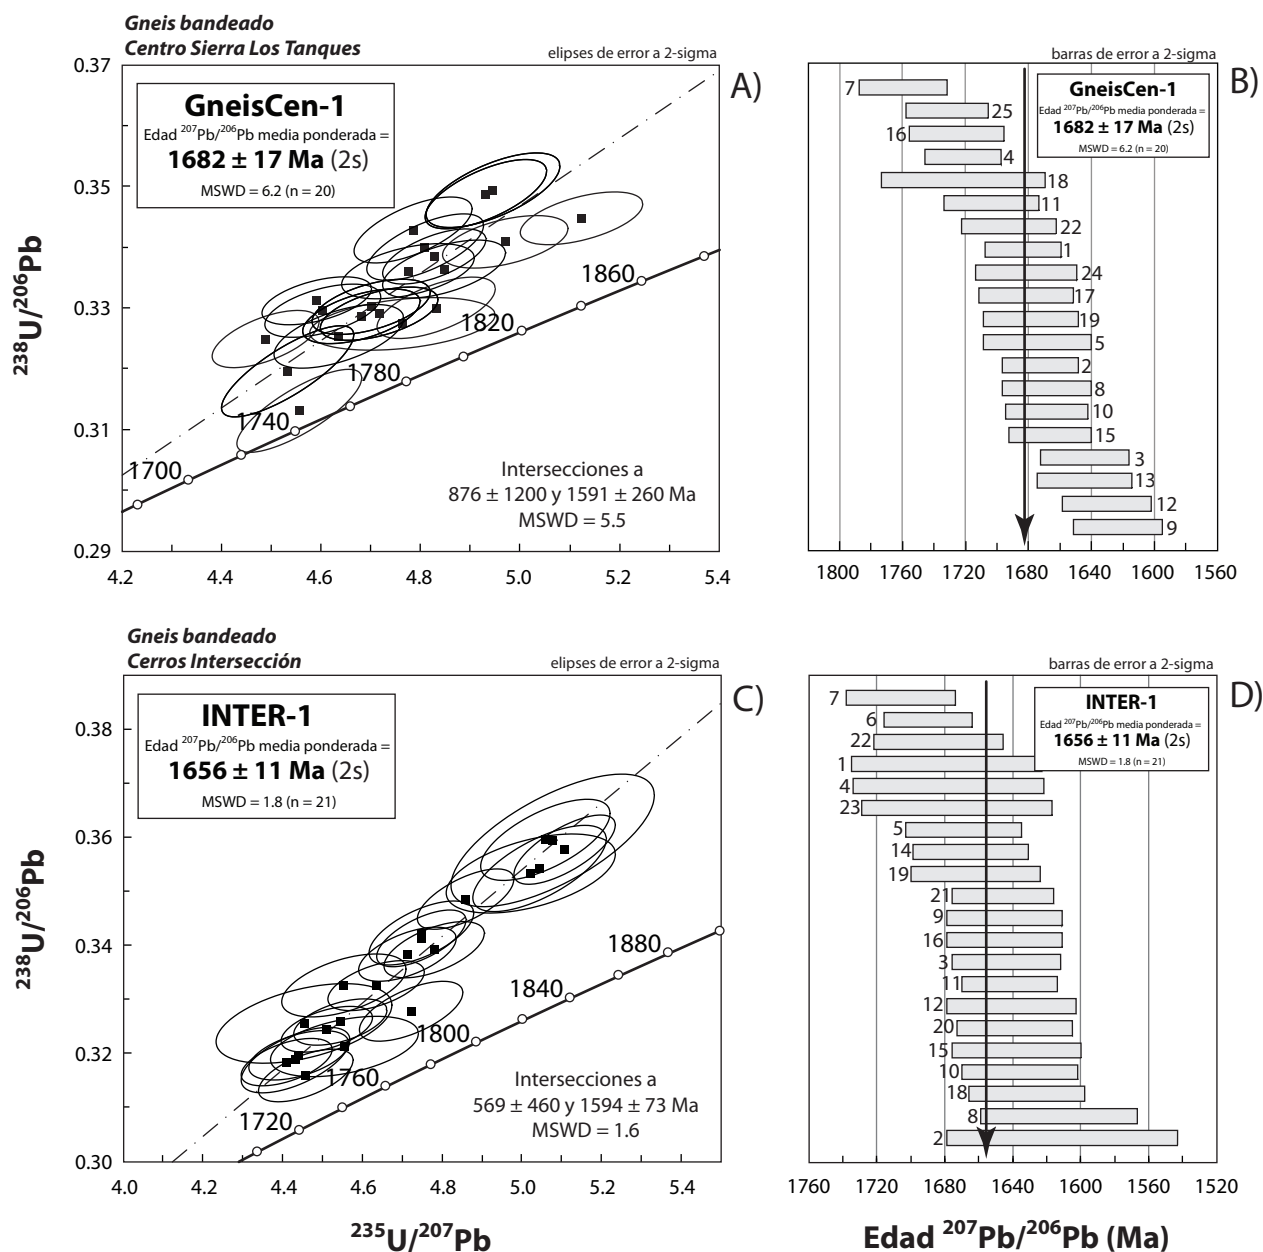 Gneis bandeado
Centro Sierra Los Tanques
elipses de error a 2-sigma
A)
GneisCen-1
Edad ²⁰⁷Pb/²⁰⁶Pb media ponderada =
1682 ± 17 Ma (2s)
MSWD = 6.2 (n = 20)
0.37
0.35
0.33
0.31
0.29
²³⁸U/²⁰⁶Pb
1860
1820
1780
1740
1700
Intersecciones a
876 ± 1200 y 1591 ± 260 Ma
MSWD = 5.5
4.2 4.4 4.6 4.8 5.0 5.2 5.4
barras de error a 2-sigma
B)
GneisCen-1
Edad ²⁰⁷Pb/²⁰⁶Pb media ponderada =
1682 ± 17 Ma (2s)
MSWD = 6.2 (n = 20)
7
25
16
4
18
11
22
1
24
17
19
5
2
8
10
15
3
13
12
9
1800 1760 1720 1680 1640 1600 1560
Gneis bandeado
Cerros Intersección
elipses de error a 2-sigma
C)
INTER-1
Edad ²⁰⁷Pb/²⁰⁶Pb media ponderada =
1656 ± 11 Ma (2s)
MSWD = 1.8 (n = 21)
0.38
0.36
0.34
0.32
0.30
²³⁸U/²⁰⁶Pb
1880
1840
1800
1760
1720
Intersecciones a
569 ± 460 y 1594 ± 73 Ma
MSWD = 1.6
4.0 4.2 4.4 4.6 4.8 5.0 5.2 5.4
²³⁵U/²⁰⁷Pb
barras de error a 2-sigma
D)
INTER-1
Edad ²⁰⁷Pb/²⁰⁶Pb media ponderada =
1656 ± 11 Ma (2s)
MSWD = 1.8 (n = 21)
7
6
22
1
4
23
5
14
19
21
9
16
3
11
12
20
15
10
18
8
2
1760 1720 1680 1640 1600 1560 1520
Edad ²⁰⁷Pb/²⁰⁶Pb (Ma)